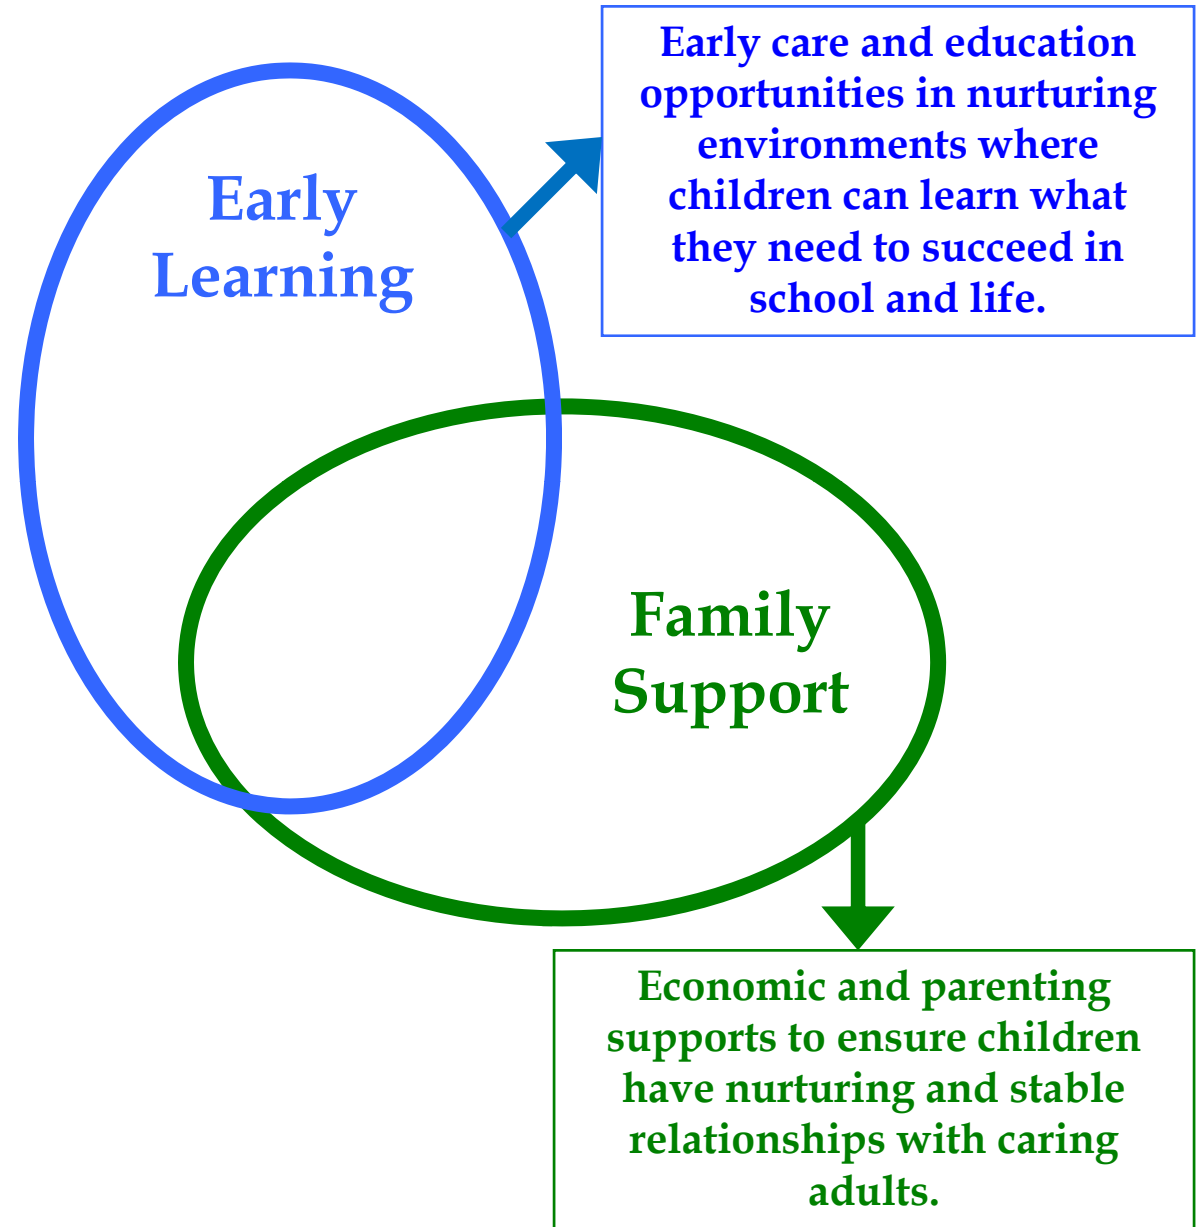 Early care and education
opportunities in nurturing
environments where
children can learn what
they need to succeed in
school and life.
Early
Learning
Family
Support
Economic and parenting
supports to ensure children
have nurturing and stable
relationships with caring
adults.